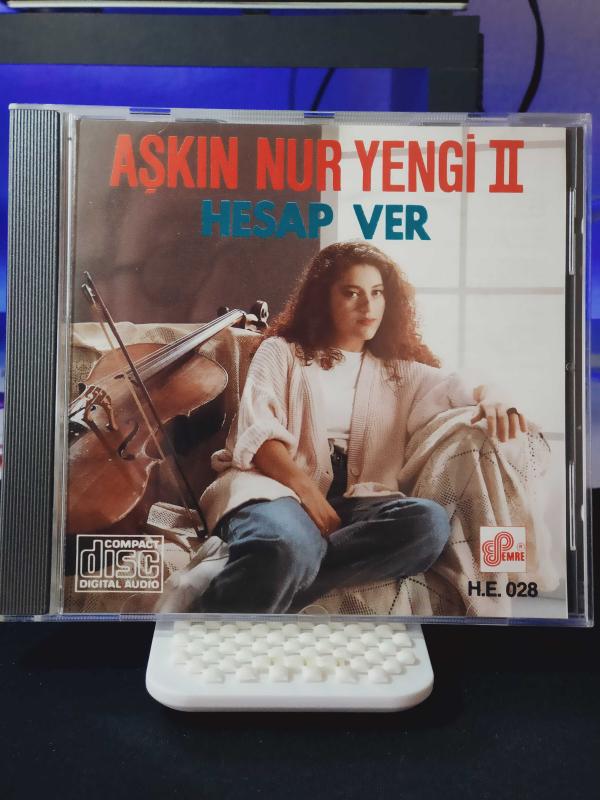 AŞKIN NUR YENGİ II
HESAP VER
COMPACT
disc
DIGITAL AUDIO
EMRE
H.E. 028